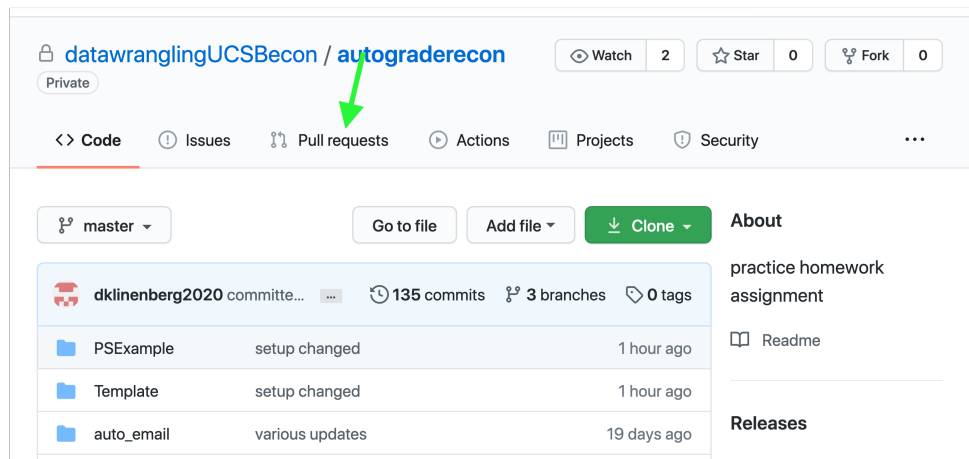 datawranglingUCSBecon / autograderecon Watch 2 Star 0 Fork 0
Private
<> Code Issues Pull requests Actions Projects Security ...
master Go to file Add file Clone About
practice homework
dklinenberg2020 committe... ... 135 commits 3 branches 0 tags assignment
Readme
PSExample setup changed 1 hour ago
Template setup changed 1 hour ago
Releases
auto_email various updates 19 days ago